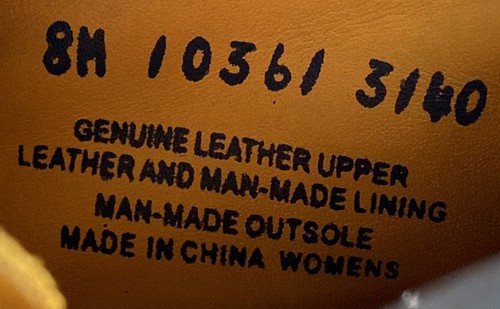 8M 10361 3140
GENUINE LEATHER UPPER
LEATHER AND MAN-MADE LINING
MAN-MADE OUTSOLE
MADE IN CHINA WOMENS